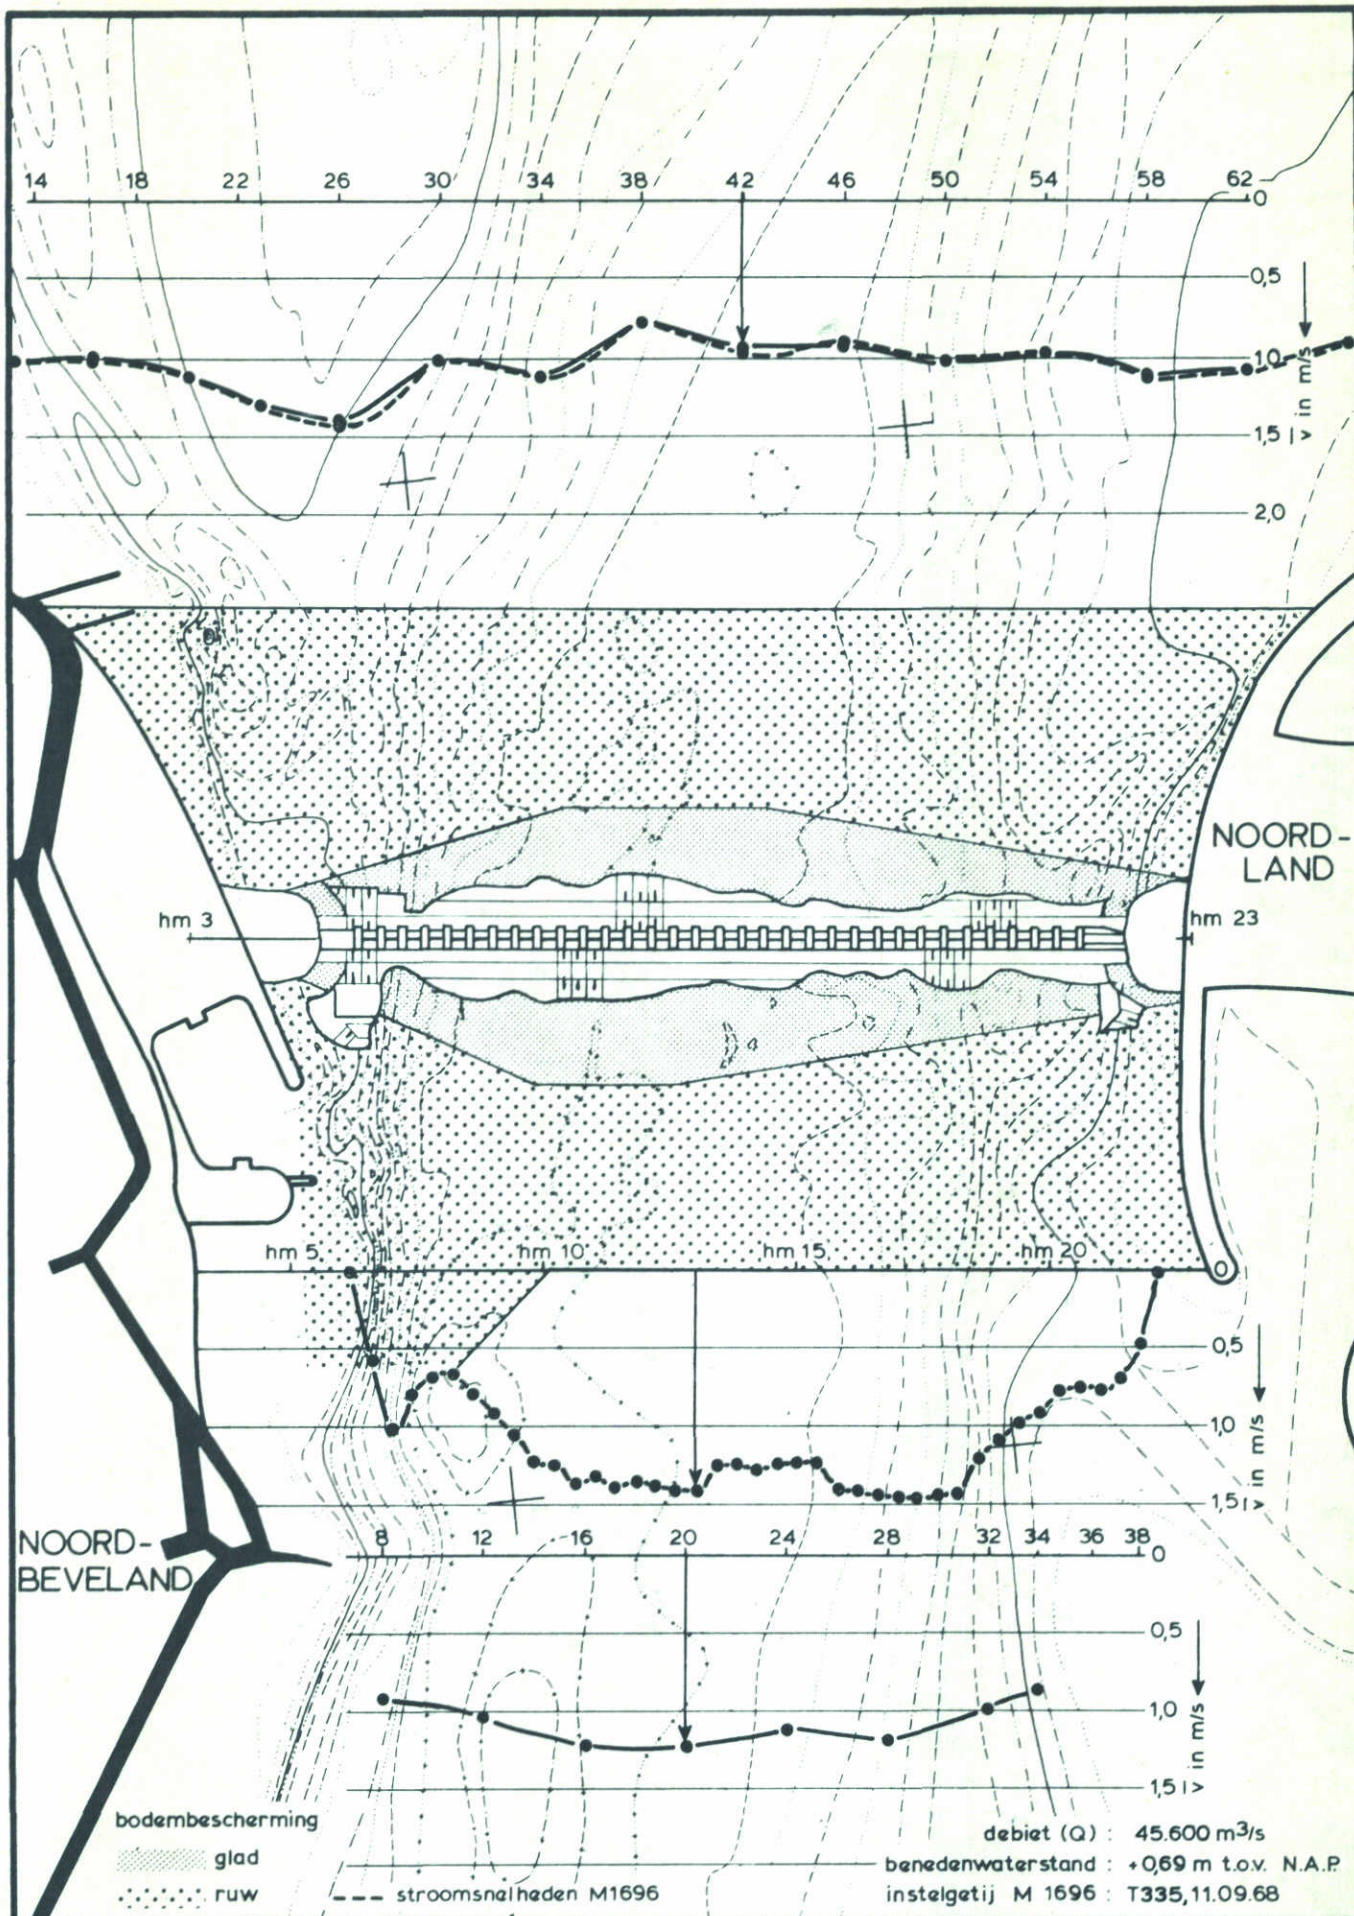 14 18 22 26 30 34 38 42 46 50 54 58 62
0
0,5
1,0
1,5
v in m/s
2,0
NOORD-
LAND
hm 3
hm 23
hm 5 hm 10 hm 15 hm 20
0
0,5
1,0
1,5
v in m/s
NOORD-
BEVELAND
8 12 16 20 24 28 32 34 36 38
0
0,5
1,0
1,5
v in m/s
bodembescherming
glad
ruw
stroomsnelheden M1696
debiet (Q) : 45.600 m³/s
benedenwaterstand : +0,69 m t.o.v. N.A.P.
instelgetij M 1696 : T335,11.09.68